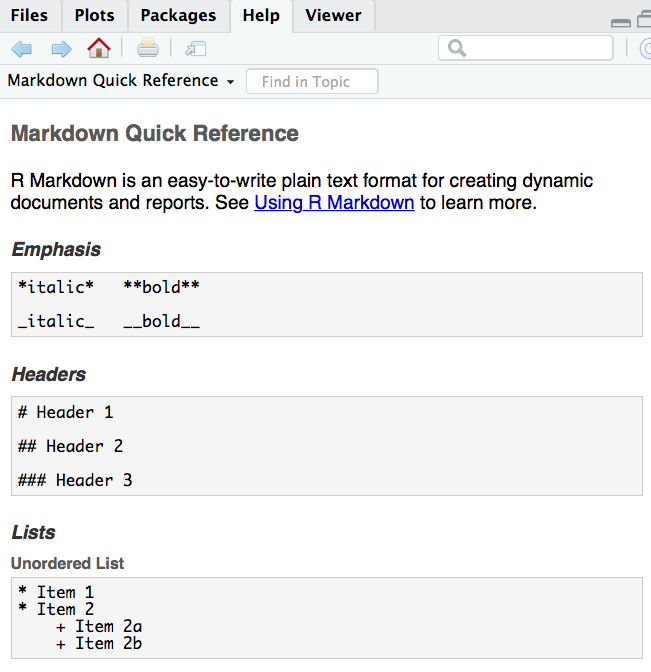 Files Plots Packages Help Viewer
Markdown Quick Reference Find in Topic
Markdown Quick Reference
R Markdown is an easy-to-write plain text format for creating dynamic
documents and reports. See Using R Markdown to learn more.
Emphasis
*italic*   **bold**
_italic_   __bold__
Headers
# Header 1
## Header 2
### Header 3
Lists
Unordered List
* Item 1
* Item 2
    + Item 2a
    + Item 2b